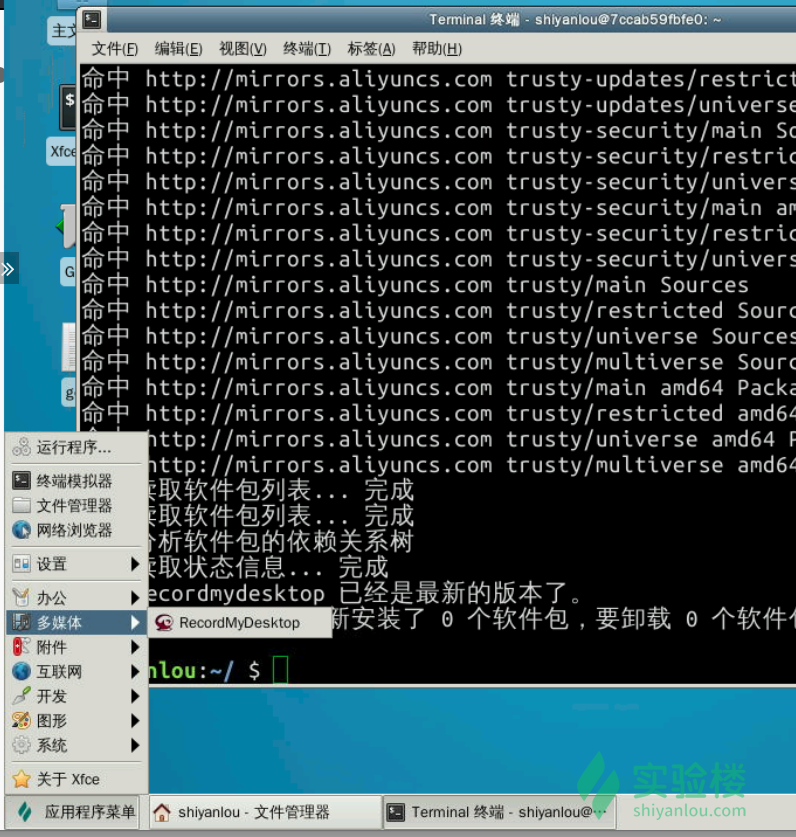 主文
Terminal 终端 - shiyanlou@7ccab59fbfe0: ~
文件(F) 编辑(E) 视图(V) 终端(T) 标签(A) 帮助(H)
命中 http://mirrors.aliyuncs.com trusty-updates/restrict
命中 http://mirrors.aliyuncs.com trusty-updates/universe
命中 http://mirrors.aliyuncs.com trusty-security/main So
命中 http://mirrors.aliyuncs.com trusty-security/restric
Xfce
命中 http://mirrors.aliyuncs.com trusty-security/univers
命中 http://mirrors.aliyuncs.com trusty-security/main am
命中 http://mirrors.aliyuncs.com trusty-security/restric
命中 http://mirrors.aliyuncs.com trusty-security/univers
G
命中 http://mirrors.aliyuncs.com trusty/main Sources
命中 http://mirrors.aliyuncs.com trusty/restricted Sourc
命中 http://mirrors.aliyuncs.com trusty/universe Sources
命中 http://mirrors.aliyuncs.com trusty/multiverse Sourc
命中 http://mirrors.aliyuncs.com trusty/main amd64 Packa
命中 http://mirrors.aliyuncs.com trusty/restricted amd64
http://mirrors.aliyuncs.com trusty/universe amd64 P
http://mirrors.aliyuncs.com trusty/multiverse amd64
读取软件包列表... 完成
读取软件包列表... 完成
分析软件包的依赖关系树
读取状态信息... 完成
ecordmydesktop 已经是最新的版本了。
新安装了 0 个软件包，要卸载 0 个软件包
nlou:~/ $
运行程序...
终端模拟器
文件管理器
网络浏览器
设置
办公
多媒体
RecordMyDesktop
附件
互联网
开发
图形
系统
关于 Xfce
应用程序菜单
shiyanlou - 文件管理器
Terminal 终端 - shiyanlou@...
实验楼
shiyanlou.com